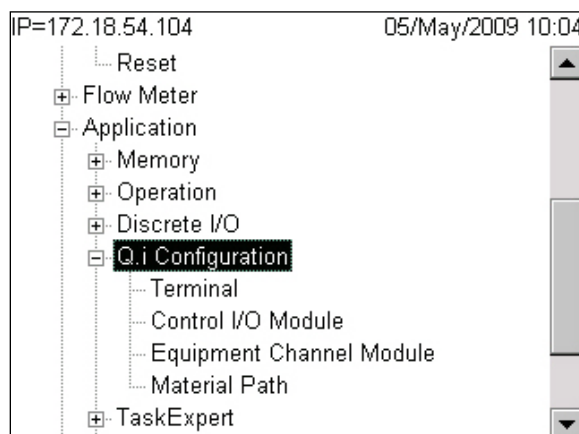 IP=172.18.54.104 05/May/2009 10:04
Reset
Flow Meter
Application
Memory
Operation
Discrete I/O
Q.i Configuration
Terminal
Control I/O Module
Equipment Channel Module
Material Path
TaskExpert